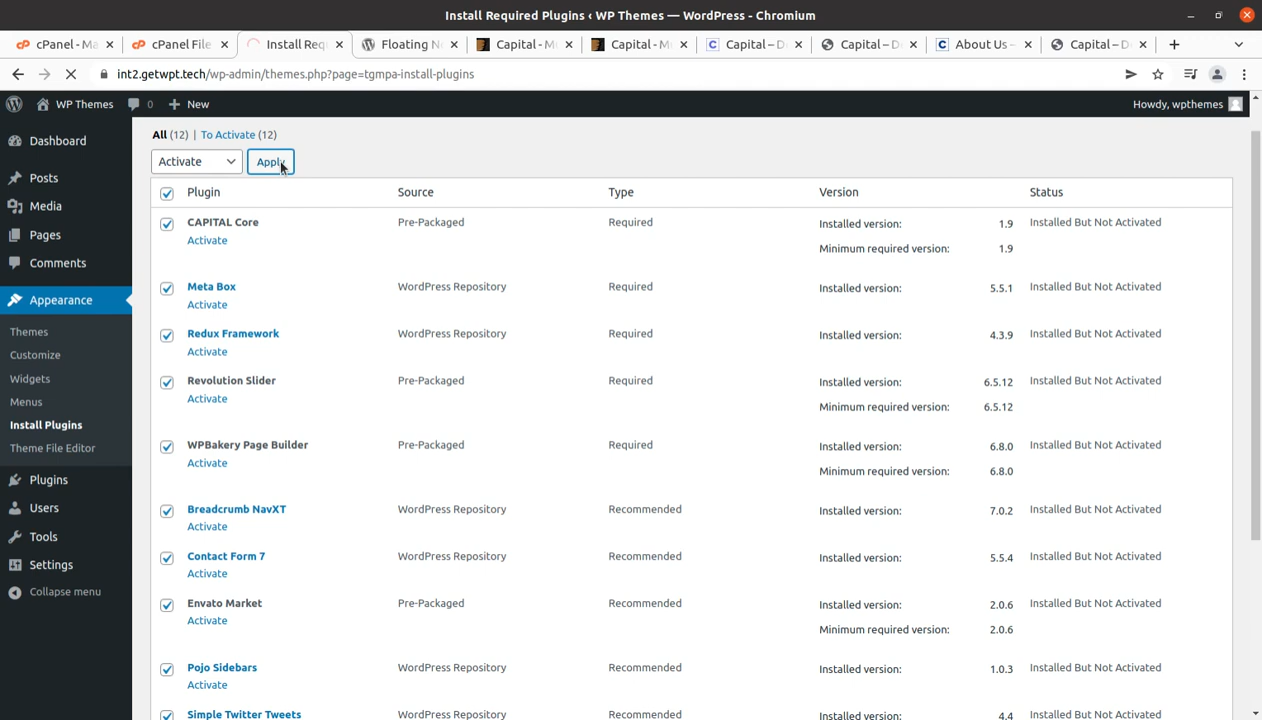 Install Required Plugins ‹ WP Themes — WordPress - Chromium
cPanel - Ma
cPanel File
Install Req
Floating N
Capital - M
Capital - M
Capital – D
Capital – D
About Us –
Capital – D
int2.getwpt.tech/wp-admin/themes.php?page=tgmpa-install-plugins
WP Themes 0 New Howdy, wpthemes
Dashboard
Posts
Media
Pages
Comments
Appearance
Themes
Customize
Widgets
Menus
Install Plugins
Theme File Editor
Plugins
Users
Tools
Settings
Collapse menu
All (12) | To Activate (12)
Activate Apply
Plugin Source Type Version Status
CAPITAL Core Pre-Packaged Required Installed version: 1.9 Installed But Not Activated
Activate Minimum required version: 1.9
Meta Box WordPress Repository Required Installed version: 5.5.1 Installed But Not Activated
Activate
Redux Framework WordPress Repository Required Installed version: 4.3.9 Installed But Not Activated
Activate
Revolution Slider Pre-Packaged Required Installed version: 6.5.12 Installed But Not Activated
Activate Minimum required version: 6.5.12
WPBakery Page Builder Pre-Packaged Required Installed version: 6.8.0 Installed But Not Activated
Activate Minimum required version: 6.8.0
Breadcrumb NavXT WordPress Repository Recommended Installed version: 7.0.2 Installed But Not Activated
Activate
Contact Form 7 WordPress Repository Recommended Installed version: 5.5.4 Installed But Not Activated
Activate
Envato Market Pre-Packaged Recommended Installed version: 2.0.6 Installed But Not Activated
Activate Minimum required version: 2.0.6
Pojo Sidebars WordPress Repository Recommended Installed version: 1.0.3 Installed But Not Activated
Activate
Simple Twitter Tweets WordPress Repository Recommended Installed version: 4.4 Installed But Not Activated